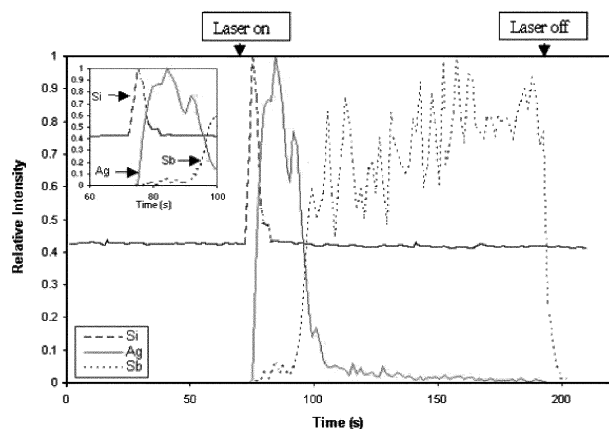 Laser on
Laser off
1
0.9
0.8
0.7
0.6
0.5
0.4
0.3
0.2
0.1
0
Relative Intensity
1
0.9
0.8
0.7
0.6
0.5
0.4
0.3
0.2
0.1
0
Si
Ag
Sb
60 80 100
Time (s)
Si
Ag
Sb
0 50 100 150 200
Time (s)